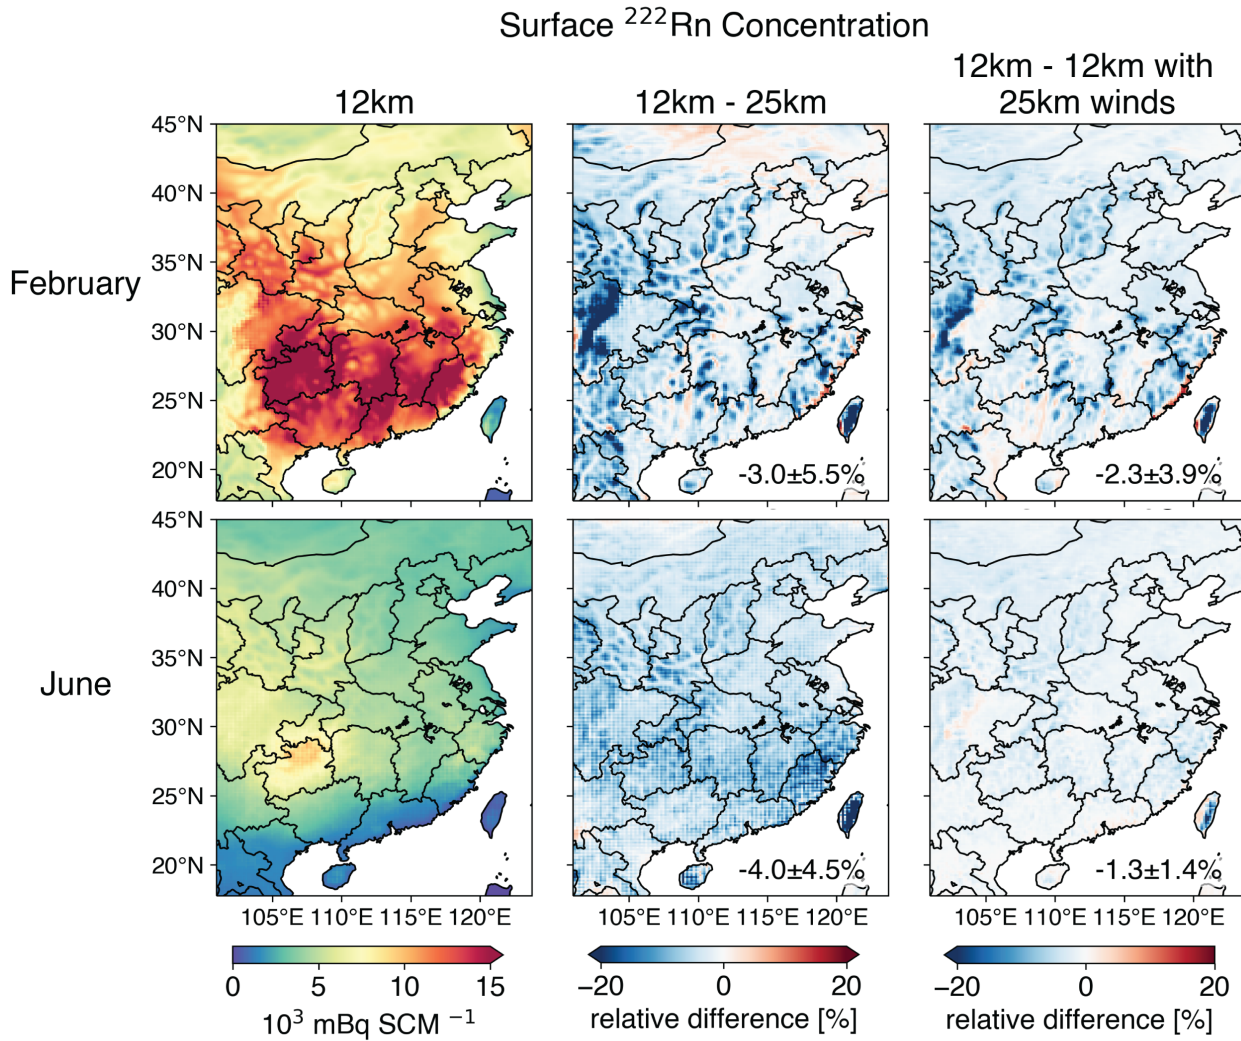 Surface ²²²Rn Concentration
12km
12km - 25km
12km - 12km with
25km winds
February
45°N
40°N
35°N
30°N
25°N
20°N
-3.0±5.5%
-2.3±3.9%
June
45°N
40°N
35°N
30°N
25°N
20°N
-4.0±4.5%
-1.3±1.4%
105°E 110°E 115°E 120°E
105°E 110°E 115°E 120°E
105°E 110°E 115°E 120°E
0 5 10 15
10³ mBq SCM ⁻¹
−20 0 20
relative difference [%]
−20 0 20
relative difference [%]